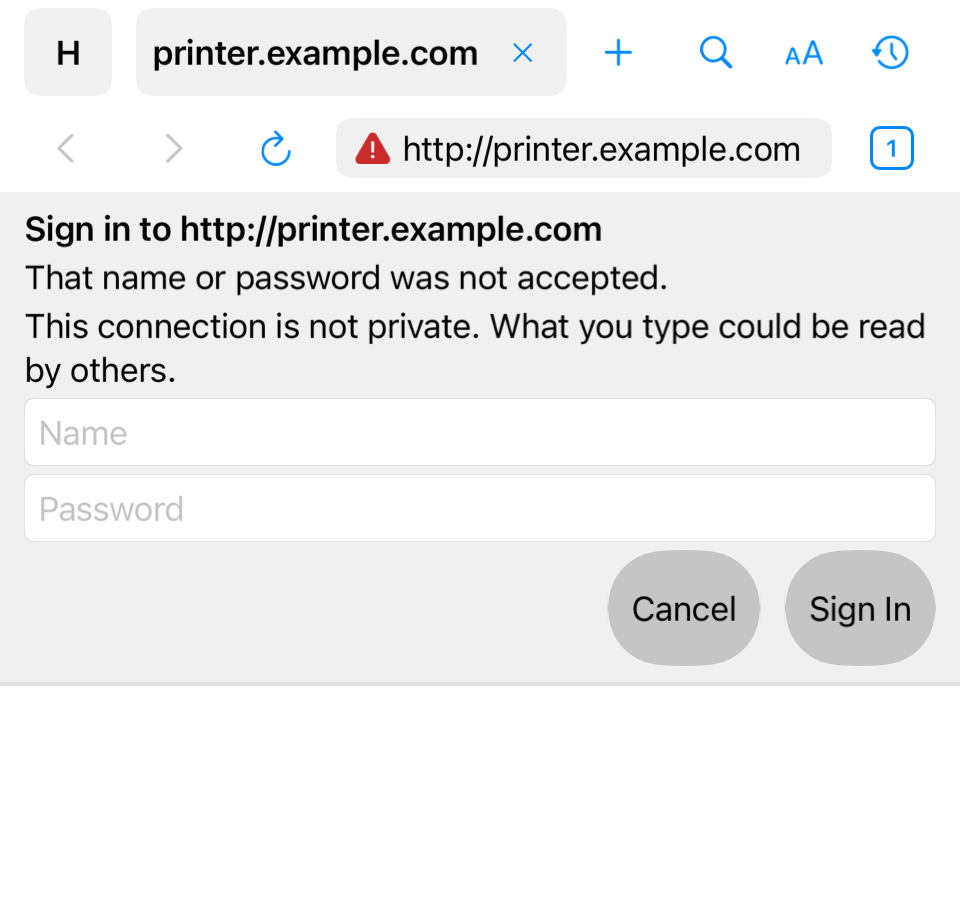 H
printer.example.com
AA
http://printer.example.com
1
Sign in to http://printer.example.com
That name or password was not accepted.
This connection is not private. What you type could be read
by others.
Name
Password
Cancel
Sign In